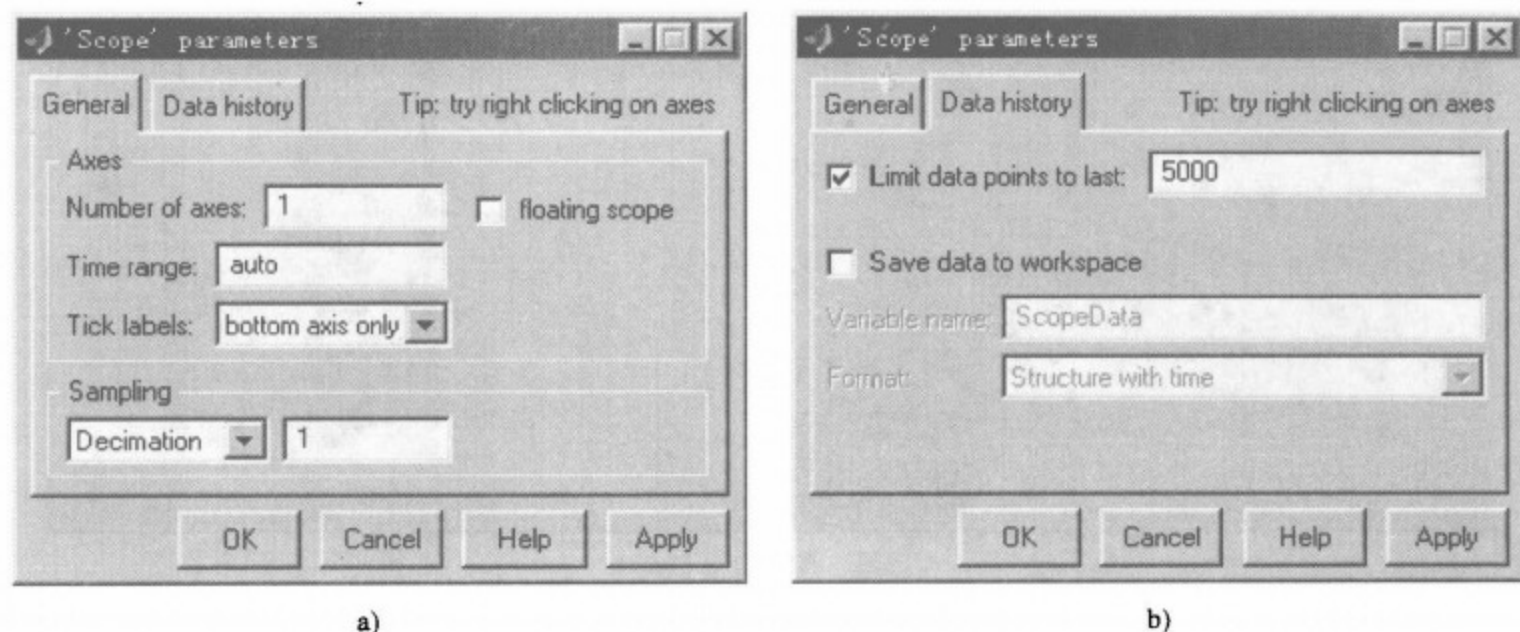 'Scope' parameters
General
Data history
Tip: try right clicking on axes
Axes
Number of axes: 1
floating scope
Time range: auto
Tick labels: bottom axis only
Sampling
Decimation 1
OK Cancel Help Apply
a)
'Scope' parameters
General
Data history
Tip: try right clicking on axes
Limit data points to last: 5000
Save data to workspace
Variable name: ScopeData
Format: Structure with time
OK Cancel Help Apply
b)